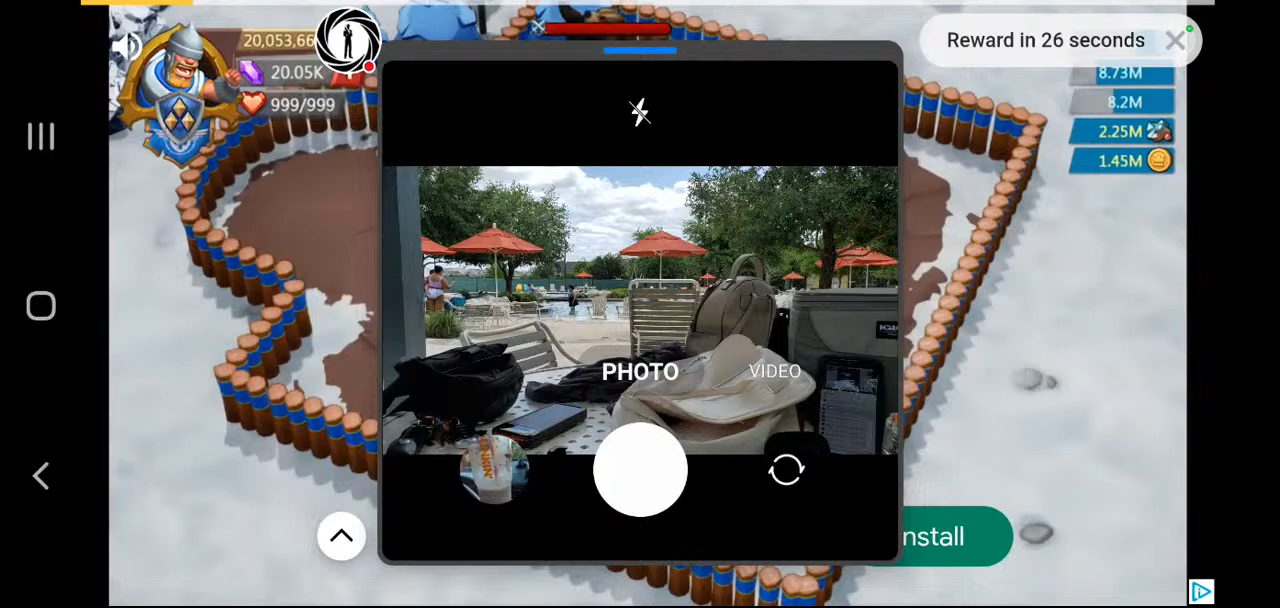 20,053,66
20.05K
999/999
Reward in 26 seconds
8.73M
8.2M
2.25M
1.45M
PHOTO
VIDEO
nstall